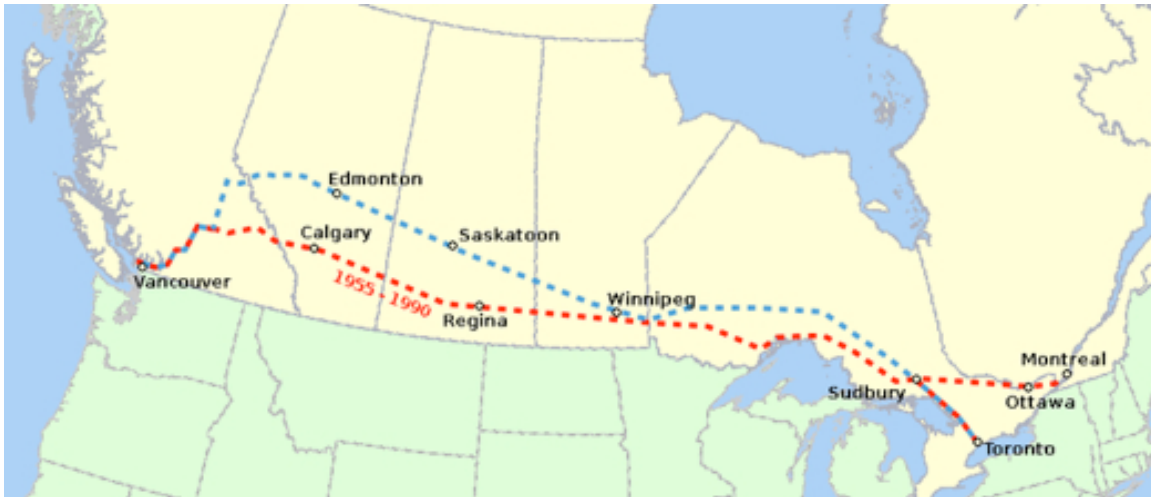 Edmonton
Calgary
Saskatoon
Vancouver
1955 - 1990
Regina
Winnipeg
Montreal
Sudbury
Ottawa
Toronto